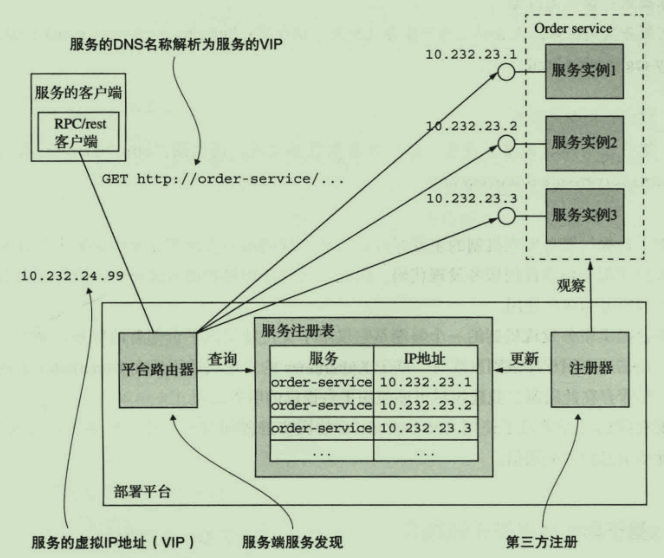 服务的DNS名称解析为服务的VIP
服务的客户端
RPC/rest
客户端
GET http://order-service/...
Order service
10.232.23.1
服务实例1
10.232.23.2
服务实例2
10.232.23.3
服务实例3
10.232.24.99
观察
服务注册表
平台路由器
查询
服务 IP地址
order-service 10.232.23.1
order-service 10.232.23.2
order-service 10.232.23.3
... ...
更新
注册器
部署平台
服务的虚拟IP地址（VIP）
服务端服务发现
第三方注册